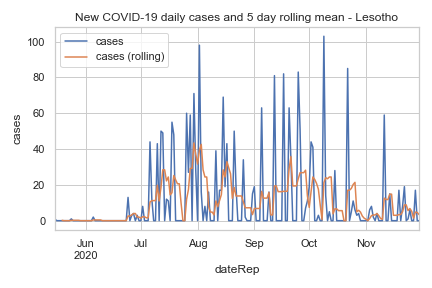 New COVID-19 daily cases and 5 day rolling mean - Lesotho
cases
cases (rolling)
100
80
60
40
20
0
cases
Jun
2020
Jul
Aug
Sep
Oct
Nov
dateRep